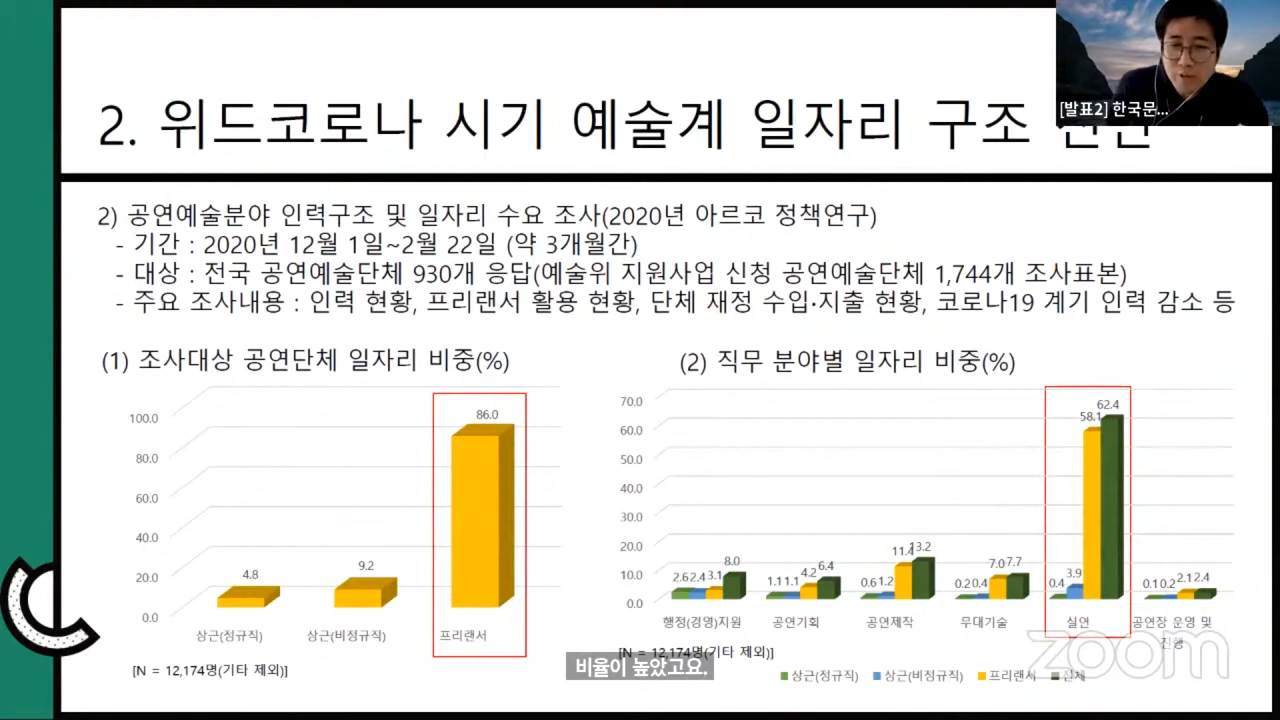 2. 위드코로나 시기 예술계 일자리 구조
[발표2] 한국문...
2) 공연예술분야 인력구조 및 일자리 수요 조사(2020년 아르코 정책연구)
- 기간 : 2020년 12월 1일~2월 22일 (약 3개월간)
- 대상 : 전국 공연예술단체 930개 응답(예술위 지원사업 신청 공연예술단체 1,744개 조사표본)
- 주요 조사내용 : 인력 현황, 프리랜서 활용 현황, 단체 재정 수입·지출 현황, 코로나19 계기 인력 감소 등
(1) 조사대상 공연단체 일자리 비중(%)
100.0
80.0
60.0
40.0
20.0
0.0
4.8
9.2
86.0
상근(정규직) 상근(비정규직) 프리랜서
[N = 12,174명(기타 제외)]
(2) 직무 분야별 일자리 비중(%)
70.0
60.0
50.0
40.0
30.0
20.0
10.0
0.0
2.6 2.4 3.1 8.0
1.1 1.1 4.2 6.4
0.6 1.2 11.4 13.2
0.2 0.4 7.0 7.7
0.4 3.9 58.1 62.4
0.1 0.2 2.1 2.4
행정(경영)지원 공연기획 공연제작 무대기술 실연 공연장 운영 및
진행
[N = 12,174명(기타 제외)]
상근(정규직) 상근(비정규직) 프리랜서 전체
비율이 높았고요.
zoom